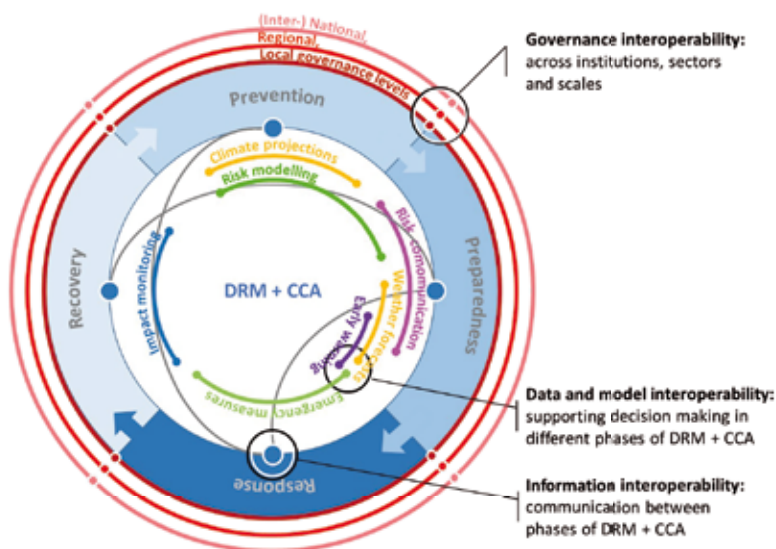 (Inter-) National,
Regional,
Local governance levels
Prevention
Climate projections
Risk modelling
Recovery
Impact monitoring
DRM + CCA
Risk comomunication
Preparedness
Weather forecasts
Early warning
Emergency measures
Response
Governance interoperability:
across institutions, sectors
and scales
Data and model interoperability:
supporting decision making in
different phases of DRM + CCA
Information interoperability:
communication between
phases of DRM + CCA